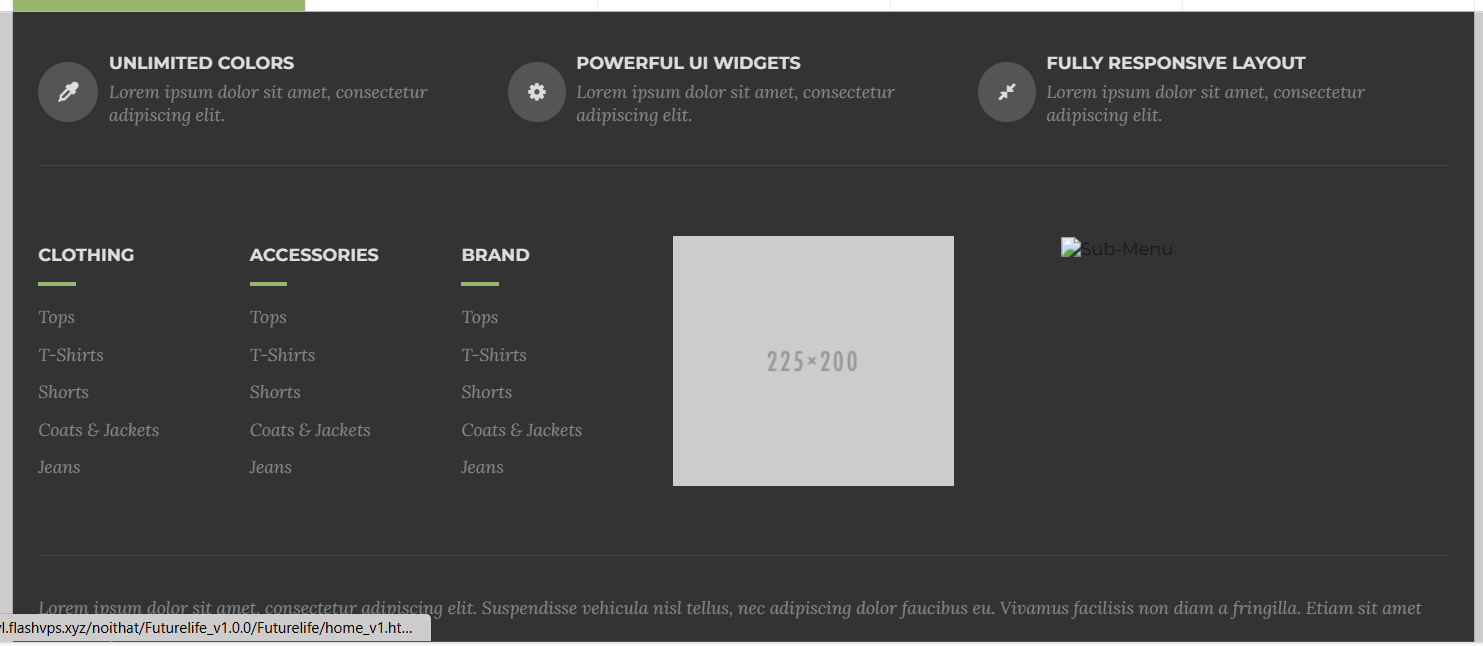 UNLIMITED COLORS
Lorem ipsum dolor sit amet, consectetur
adipiscing elit.
POWERFUL UI WIDGETS
Lorem ipsum dolor sit amet, consectetur
adipiscing elit.
FULLY RESPONSIVE LAYOUT
Lorem ipsum dolor sit amet, consectetur
adipiscing elit.
CLOTHING
Tops
T-Shirts
Shorts
Coats & Jackets
Jeans
ACCESSORIES
Tops
T-Shirts
Shorts
Coats & Jackets
Jeans
BRAND
Tops
T-Shirts
Shorts
Coats & Jackets
Jeans
225×200
Sub-Menu
Lorem ipsum dolor sit amet, consectetur adipiscing elit. Suspendisse vehicula nisl tellus, nec adipiscing dolor faucibus eu. Vivamus facilisis non diam a fringilla. Etiam sit amet
l.flashvps.xyz/noithat/Futurelife_v1.0.0/Futurelife/home_v1.ht...